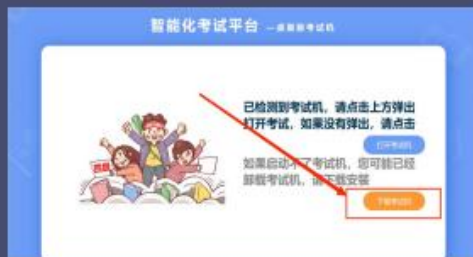 智能化考试平台
已检测到考试机，请点击上方弹出
打开考试，如果没有弹出，请点击
打开考试机
如果启动不了考试机，您可能已经
卸载考试机，请下载安装
下载考试机